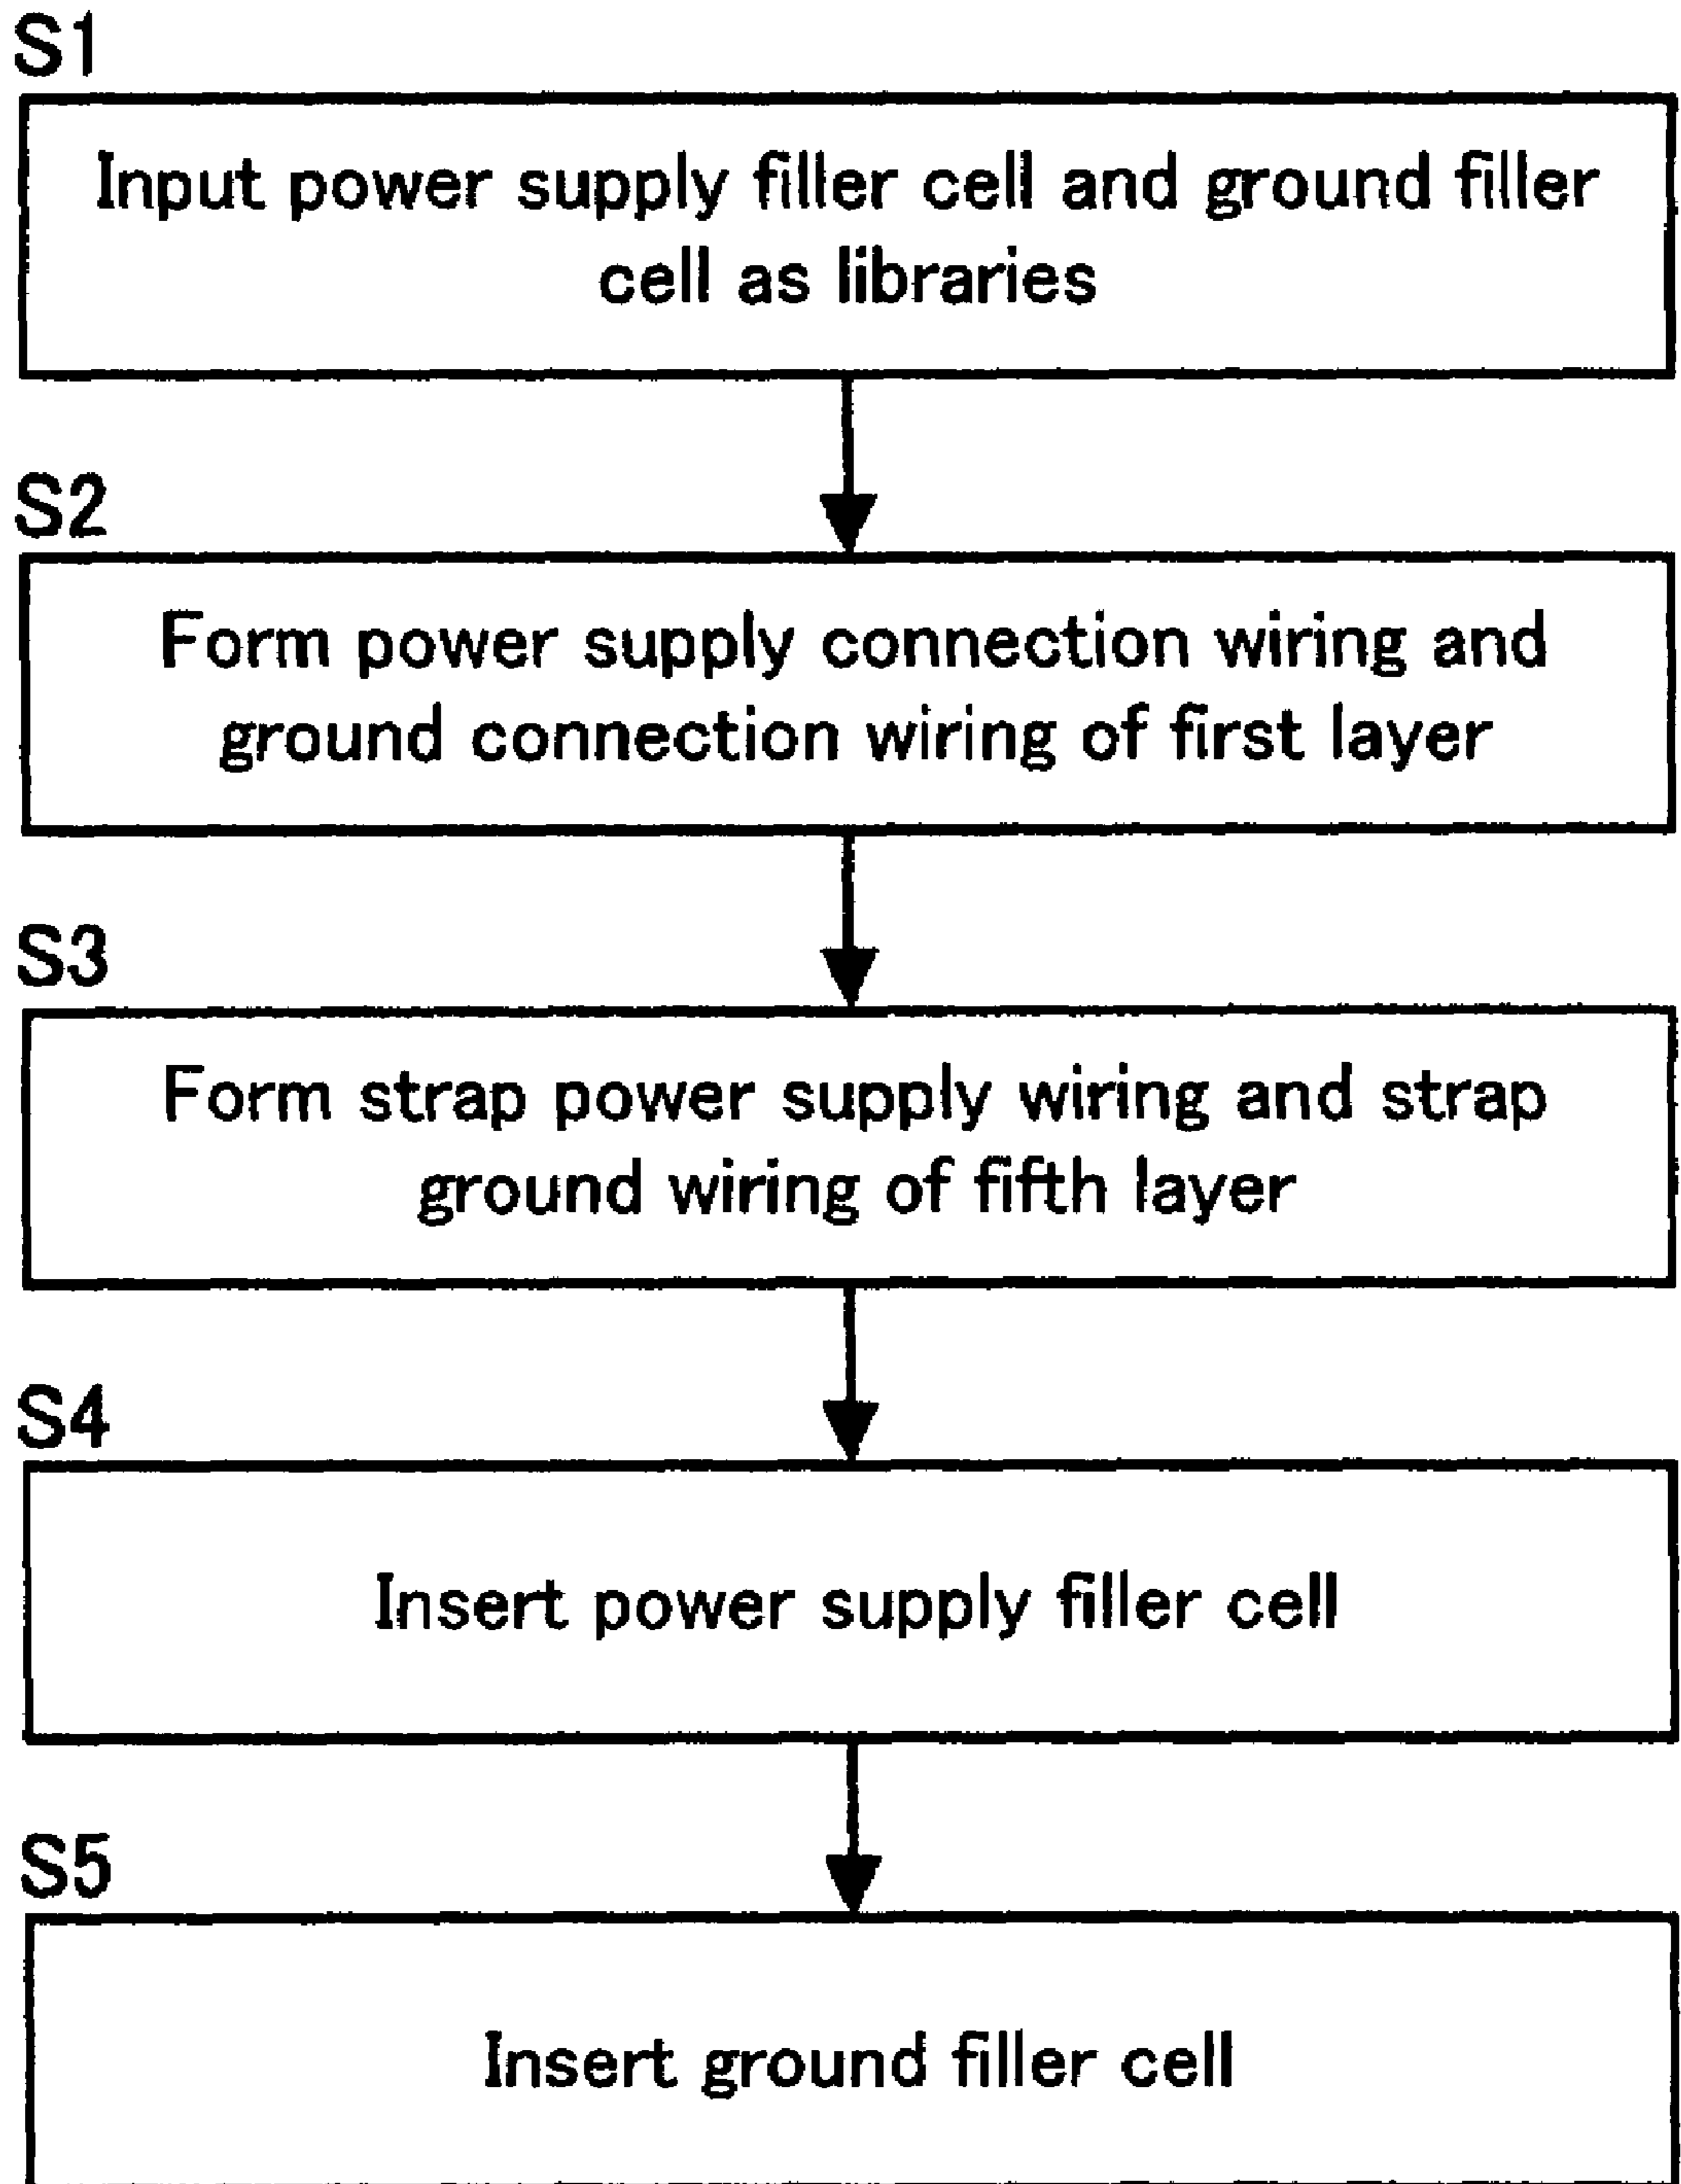 S1
Input power supply filler cell and ground filler
cell as libraries
S2
Form power supply connection wiring and
ground connection wiring of first layer
S3
Form strap power supply wiring and strap
ground wiring of fifth layer
S4
Insert power supply filler cell
S5
Insert ground filler cell